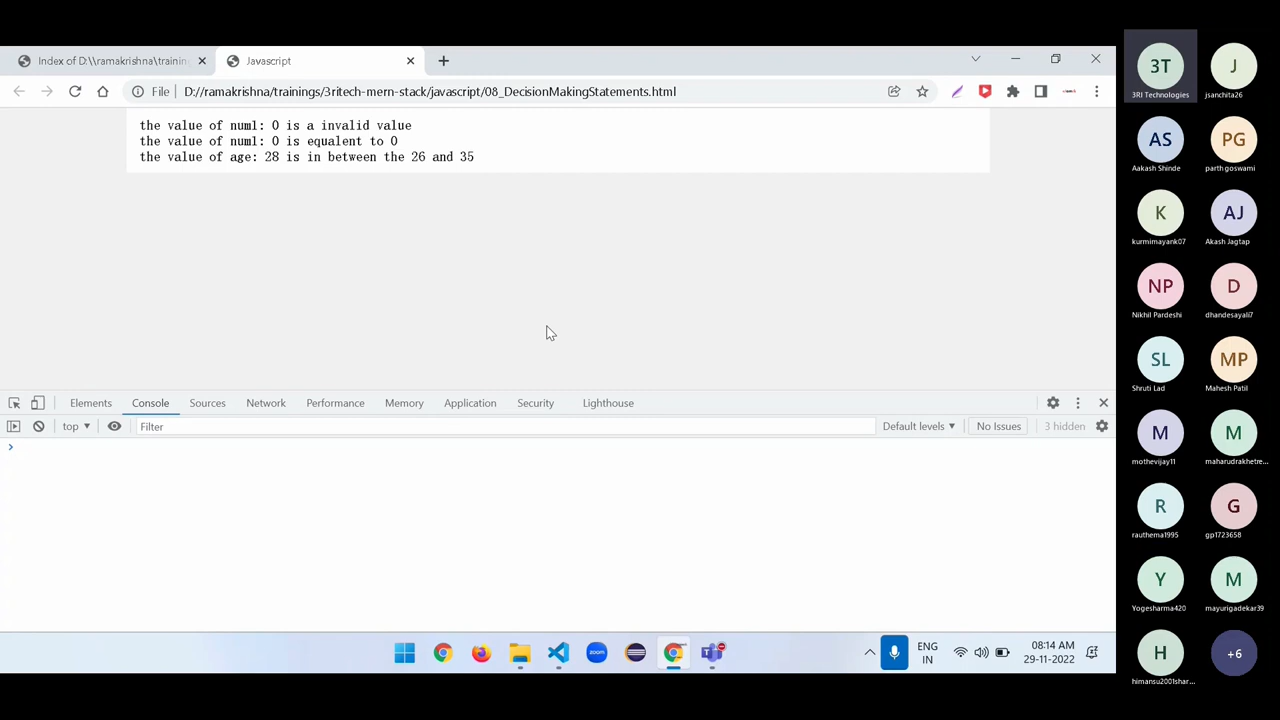 Index of D:\\ramakrishna\trainin
Javascript
File
D://ramakrishna/trainings/3ritech-mern-stack/javascript/08_DecisionMakingStatements.html
the value of num1: 0 is a invalid value
the value of num1: 0 is equalent to 0
the value of age: 28 is in between the 26 and 35
Elements Console Sources Network Performance Memory Application Security Lighthouse
top Filter Default levels No Issues 3 hidden
zoom
ENG
IN
08:14 AM
29-11-2022
3T J
3RI Technologies jsanchita26
AS PG
Aakash Shinde parth goswami
K AJ
kurmimayank07 Akash Jagtap
NP D
Nikhil Pardeshi dhandesayali7
SL MP
Shruti Lad Mahesh Patil
M M
mothevijay11 maharudrakhetre...
R G
rauthema1995 gp1723658
Y M
Yogesharma420 mayurigadekar39
H +6
himansu2001shar...